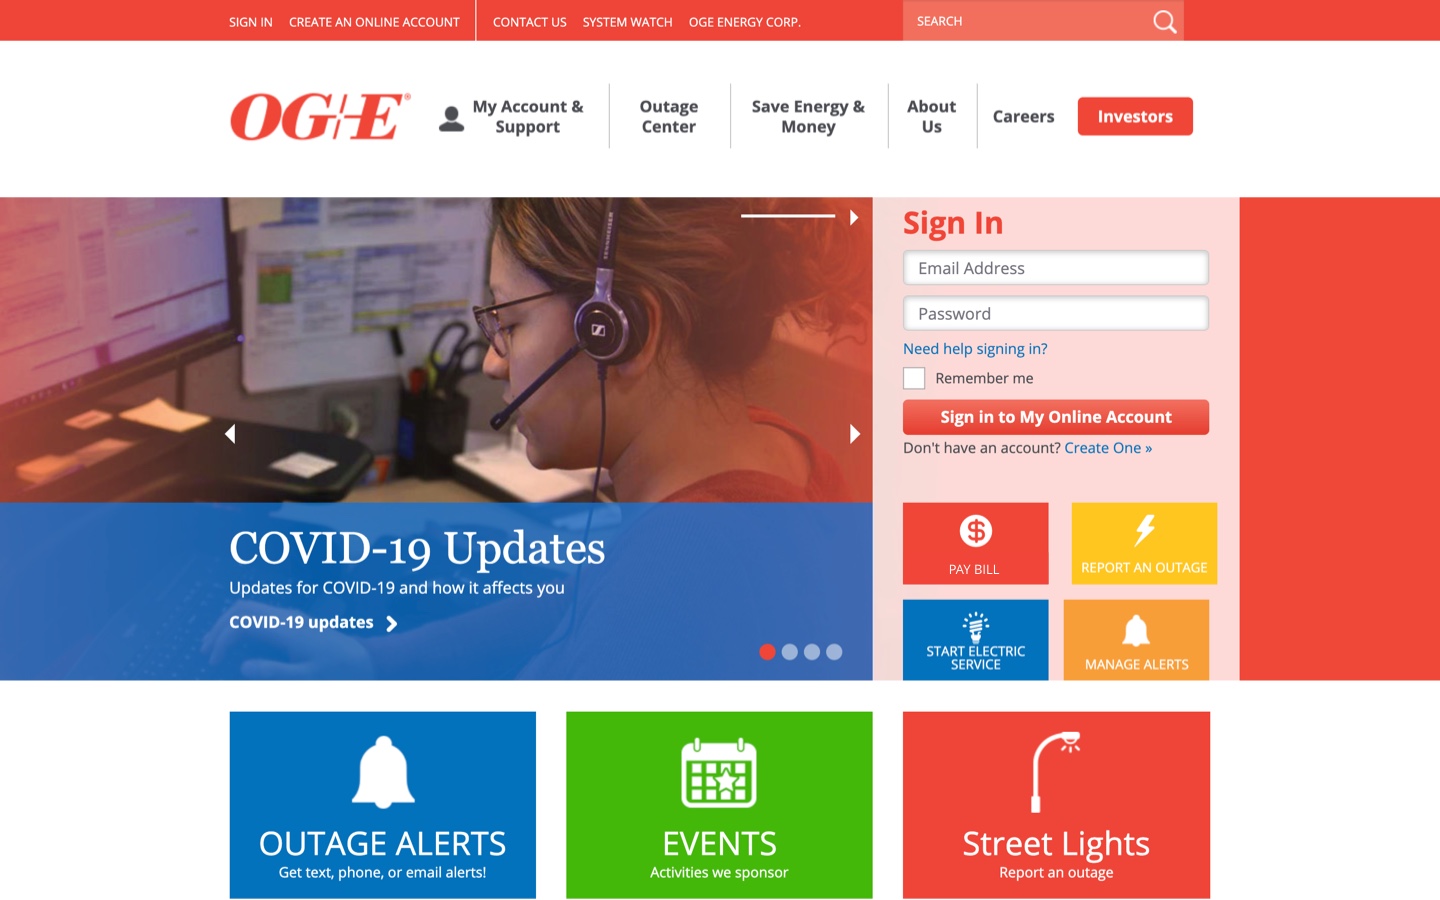 SIGN IN CREATE AN ONLINE ACCOUNT CONTACT US SYSTEM WATCH OGE ENERGY CORP. SEARCH
OG+E®
My Account &
Support
Outage
Center
Save Energy &
Money
About
Us
Careers
Investors
Sign In
Email Address
Password
Need help signing in?
Remember me
Sign in to My Online Account
Don't have an account? Create One »
COVID-19 Updates
Updates for COVID-19 and how it affects you
COVID-19 updates
PAY BILL
REPORT AN OUTAGE
START ELECTRIC
SERVICE
MANAGE ALERTS
OUTAGE ALERTS
Get text, phone, or email alerts!
EVENTS
Activities we sponsor
Street Lights
Report an outage